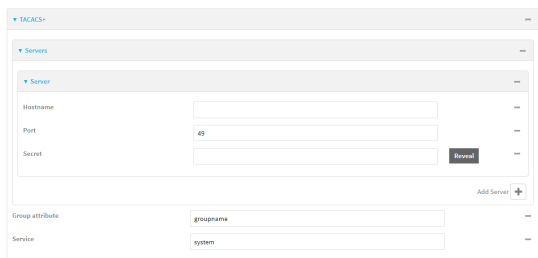 TACACS+
Servers
Server
Hostname
Port 49
Secret Reveal
Add Server
Group attribute groupname
Service system